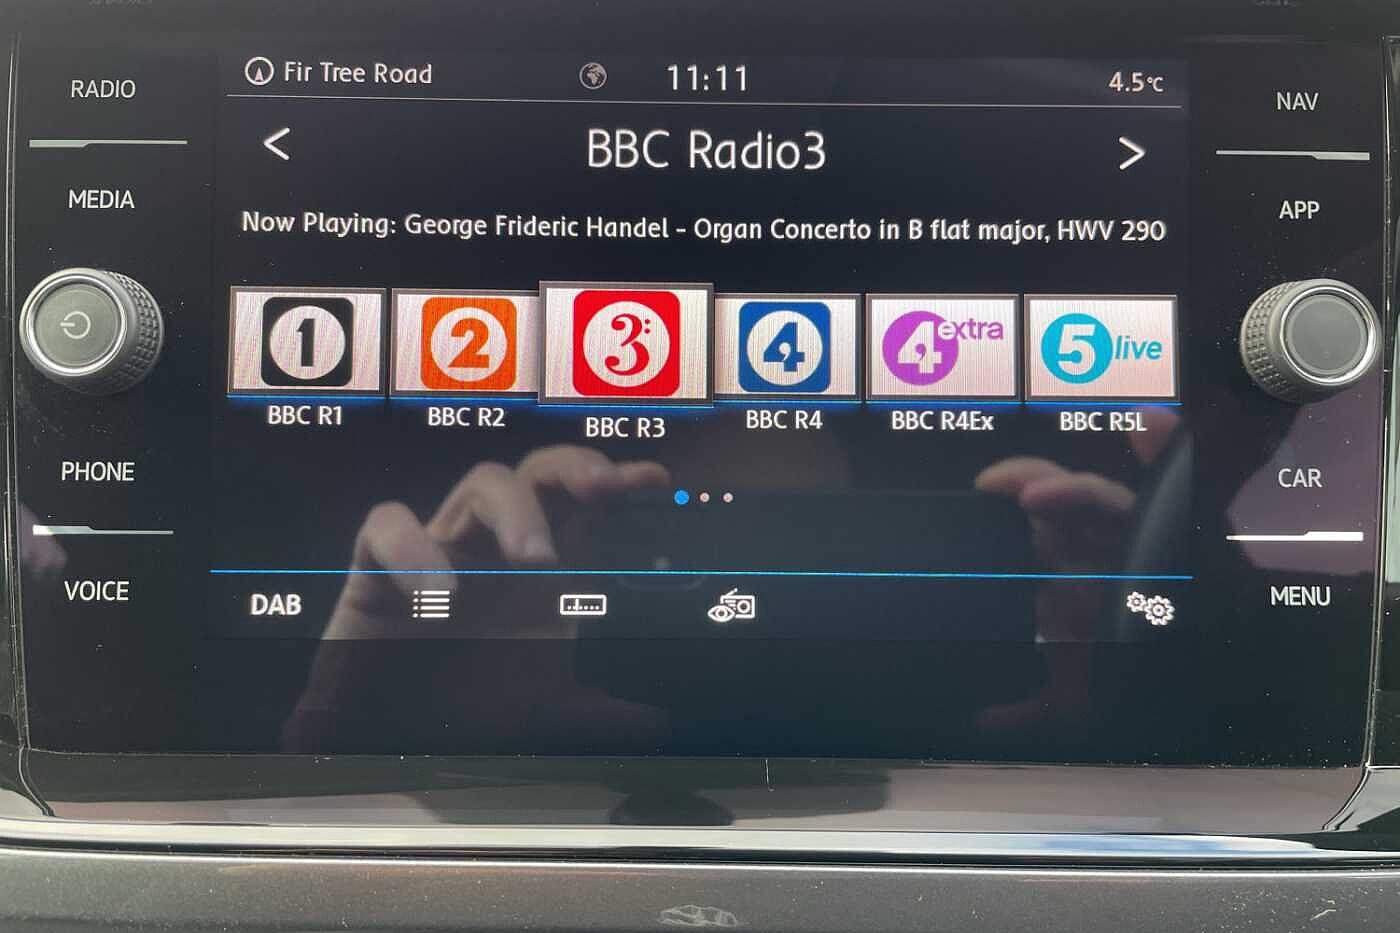 RADIO
MEDIA
PHONE
VOICE
Fir Tree Road 11:11 4.5°C
< BBC Radio3 >
Now Playing: George Frideric Handel - Organ Concerto in B flat major, HWV 290
1 2 3 4 4 extra 5 live
BBC R1 BBC R2 BBC R3 BBC R4 BBC R4Ex BBC R5L
DAB
NAV
APP
CAR
MENU